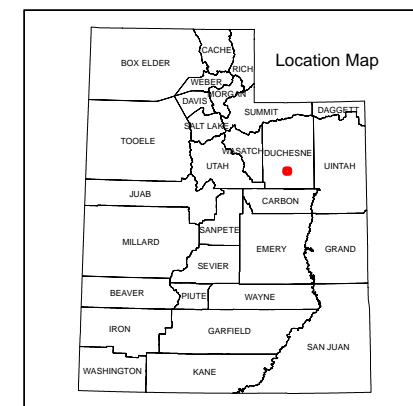 Location Map
BOX ELDER
CACHE
RICH
WEBER
MORGAN
DAVIS
SUMMIT
DAGGETT
SALT LAKE
TOOELE
WASATCH
DUCHESNE
UTAH
UINTAH
JUAB
CARBON
SANPETE
MILLARD
EMERY
GRAND
SEVIER
BEAVER
PIUTE
WAYNE
IRON
GARFIELD
SAN JUAN
WASHINGTON
KANE